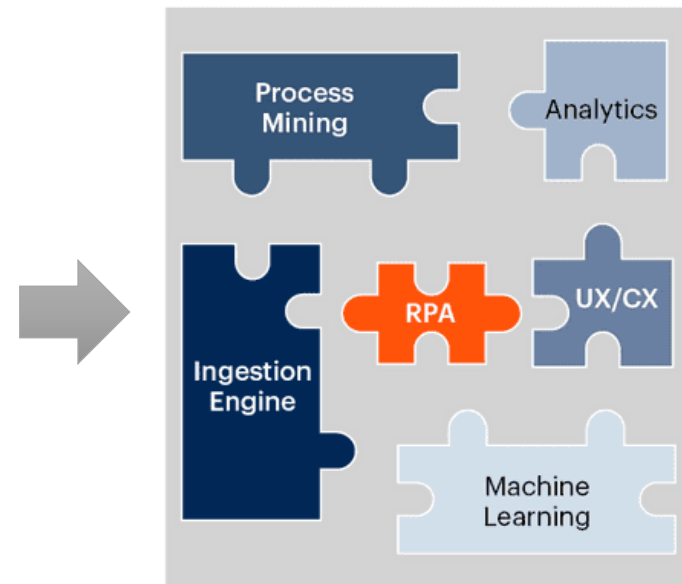 Process
Mining
Analytics
RPA
UX/CX
Ingestion
Engine
Machine
Learning